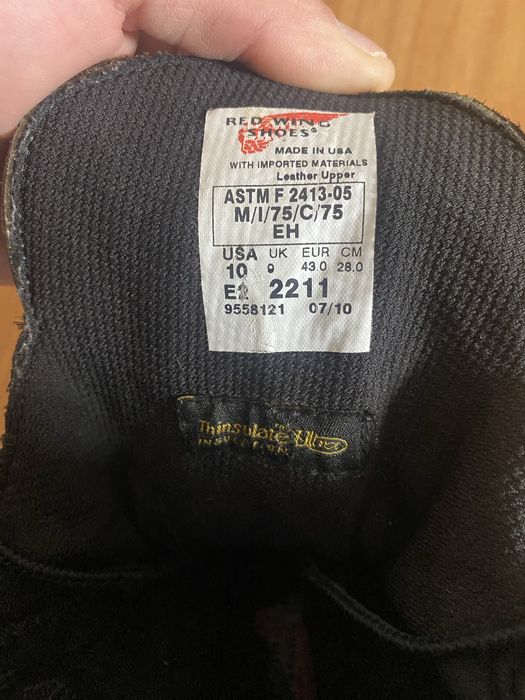 RED WING
SHOES®
MADE IN USA
WITH IMPORTED MATERIALS
Leather Upper
ASTM F 2413-05
M/I/75/C/75
EH
USA UK EUR CM
10 9 43.0 28.0
E2 2211
9558121 07/10
Thinsulate Ultra
INSULATION